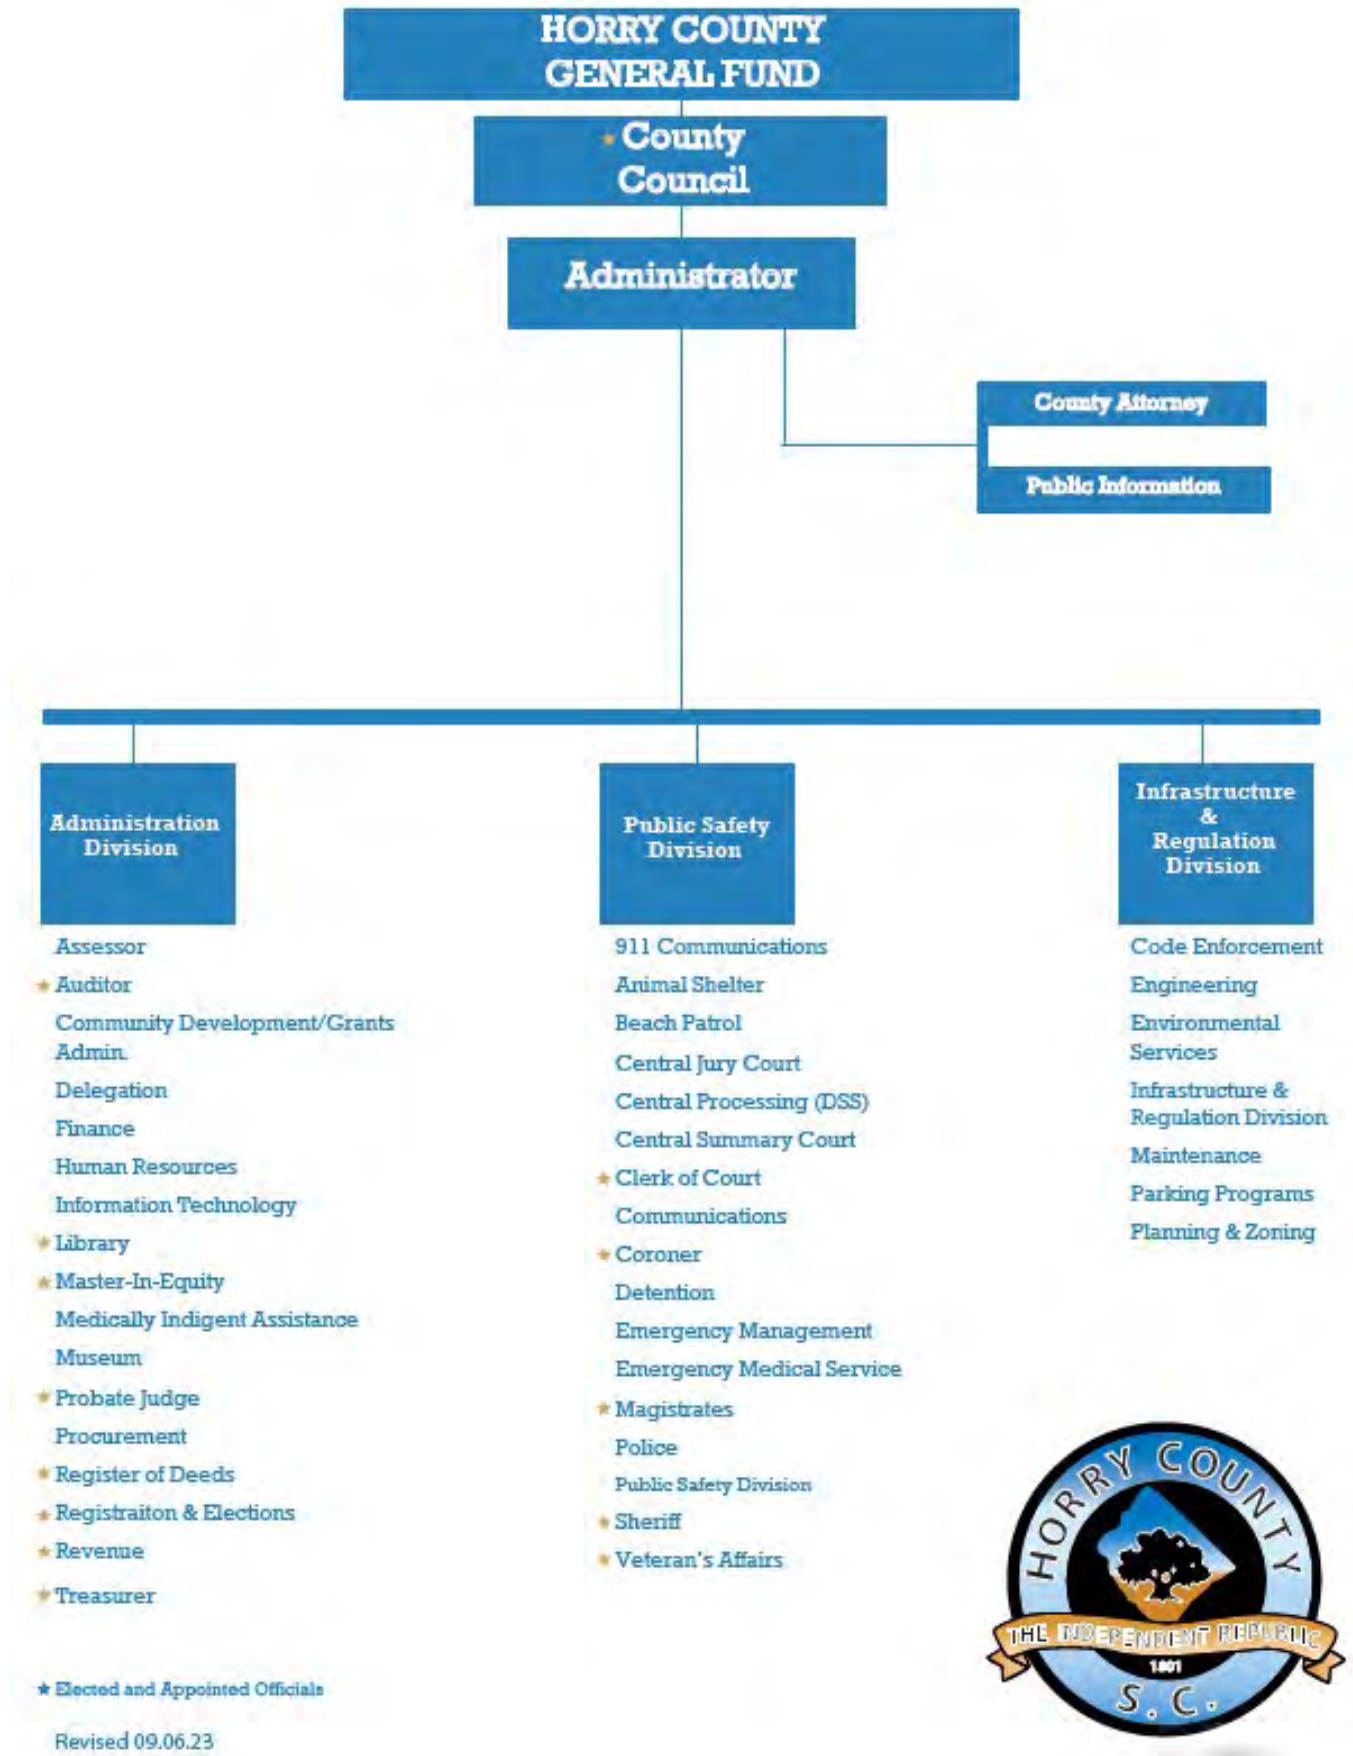 HORRY COUNTY
GENERAL FUND
★ County
Council
Administrator
County Attorney
Public Information
Administration
Division
Assessor
★ Auditor
Community Development/Grants
Admin.
Delegation
Finance
Human Resources
Information Technology
★ Library
★ Master-In-Equity
Medically Indigent Assistance
Museum
★ Probate Judge
Procurement
★ Register of Deeds
★ Registraiton & Elections
★ Revenue
★ Treasurer
Public Safety
Division
911 Communications
Animal Shelter
Beach Patrol
Central Jury Court
Central Processing (DSS)
Central Summary Court
★ Clerk of Court
Communications
★ Coroner
Detention
Emergency Management
Emergency Medical Service
★ Magistrates
Police
Public Safety Division
★ Sheriff
★ Veteran's Affairs
Infrastructure
&
Regulation
Division
Code Enforcement
Engineering
Environmental
Services
Infrastructure &
Regulation Division
Maintenance
Parking Programs
Planning & Zoning
HORRY COUNTY
THE INDEPENDENT REPUBLIC
1801
S. C.
★ Elected and Appointed Officials
Revised 09.06.23